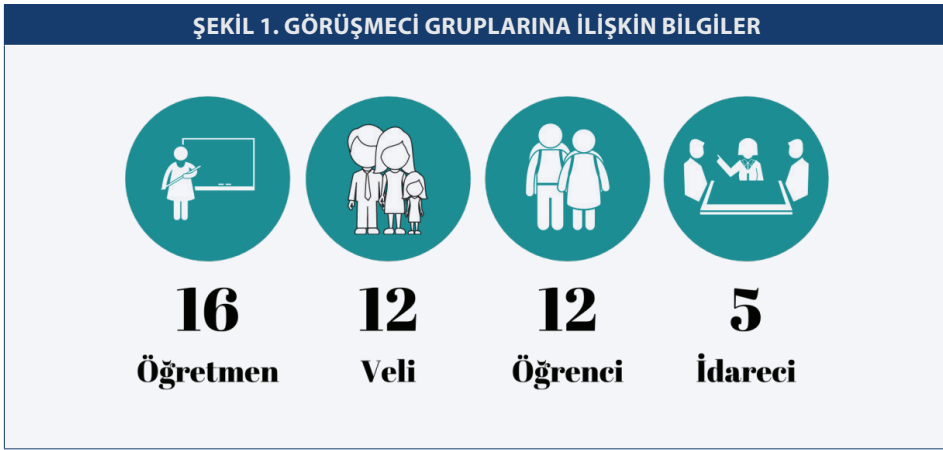 ŞEKİL 1. GÖRÜŞMECİ GRUPLARINA İLİŞKİN BİLGİLER
16 12 12 5
Öğretmen Veli Öğrenci İdareci